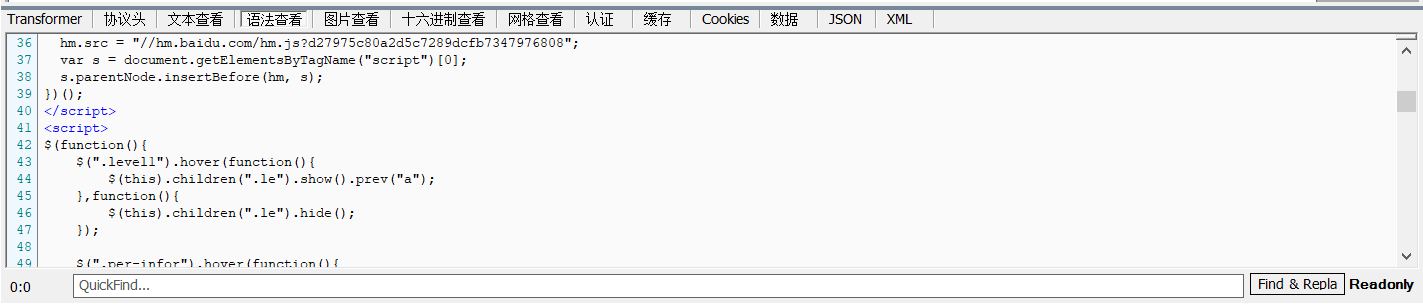 Transformer 协议头 文本查看 语法查看 图片查看 十六进制查看 网格查看 认证 缓存 Cookies 数据 JSON XML
36 hm.src = "//hm.baidu.com/hm.js?d27975c80a2d5c7289dcfb7347976808";
37 var s = document.getElementsByTagName("script")[0];
38 s.parentNode.insertBefore(hm, s);
39 })();
40 </script>
41 <script>
42 $(function(){
43 $(".level1").hover(function(){
44 $(this).children(".le").show().prev("a");
45 },function(){
46 $(this).children(".le").hide();
47 });
48
49 $(".per-infor").hover(function(){
0:0 QuickFind... Find & Repla Readonly